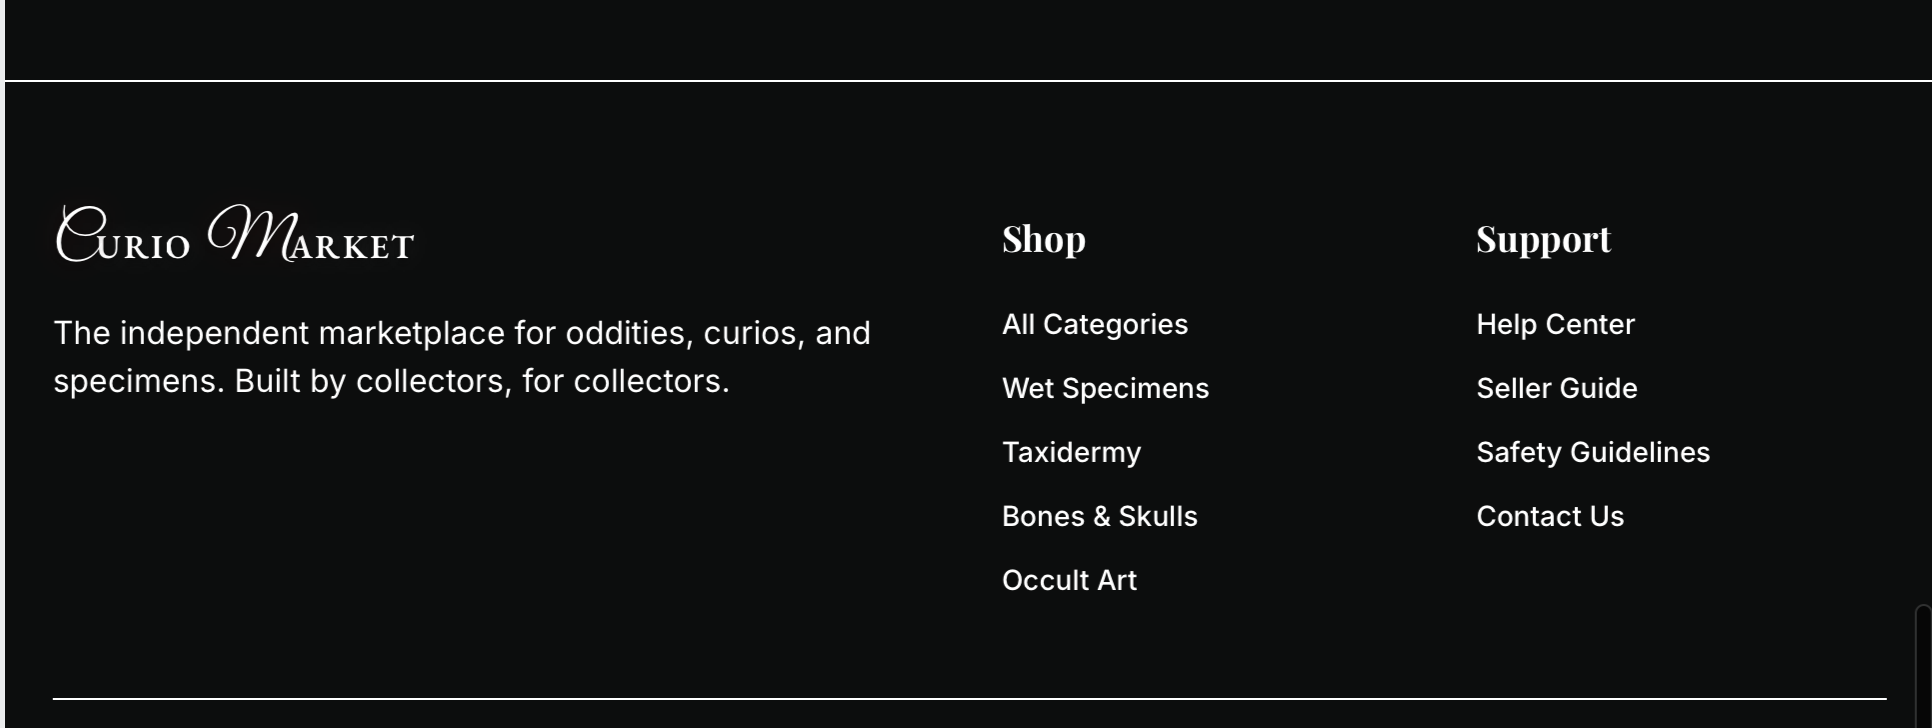 Curio Market
The independent marketplace for oddities, curios, and
specimens. Built by collectors, for collectors.
Shop
All Categories
Wet Specimens
Taxidermy
Bones & Skulls
Occult Art
Support
Help Center
Seller Guide
Safety Guidelines
Contact Us